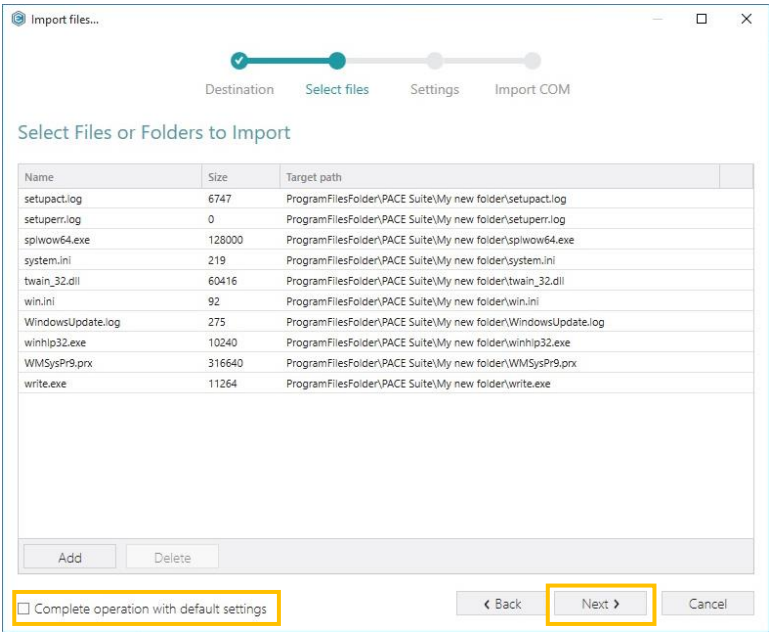 Import files...
Destination Select files Settings Import COM
Select Files or Folders to Import
Name Size Target path
setupact.log 6747 ProgramFilesFolder\PACE Suite\My new folder\setupact.log
setuperr.log 0 ProgramFilesFolder\PACE Suite\My new folder\setuperr.log
splwow64.exe 128000 ProgramFilesFolder\PACE Suite\My new folder\splwow64.exe
system.ini 219 ProgramFilesFolder\PACE Suite\My new folder\system.ini
twain_32.dll 60416 ProgramFilesFolder\PACE Suite\My new folder\twain_32.dll
win.ini 92 ProgramFilesFolder\PACE Suite\My new folder\win.ini
WindowsUpdate.log 275 ProgramFilesFolder\PACE Suite\My new folder\WindowsUpdate.log
winhlp32.exe 10240 ProgramFilesFolder\PACE Suite\My new folder\winhlp32.exe
WMSysPr9.prx 316640 ProgramFilesFolder\PACE Suite\My new folder\WMSysPr9.prx
write.exe 11264 ProgramFilesFolder\PACE Suite\My new folder\write.exe
Add Delete
Complete operation with default settings Back Next Cancel